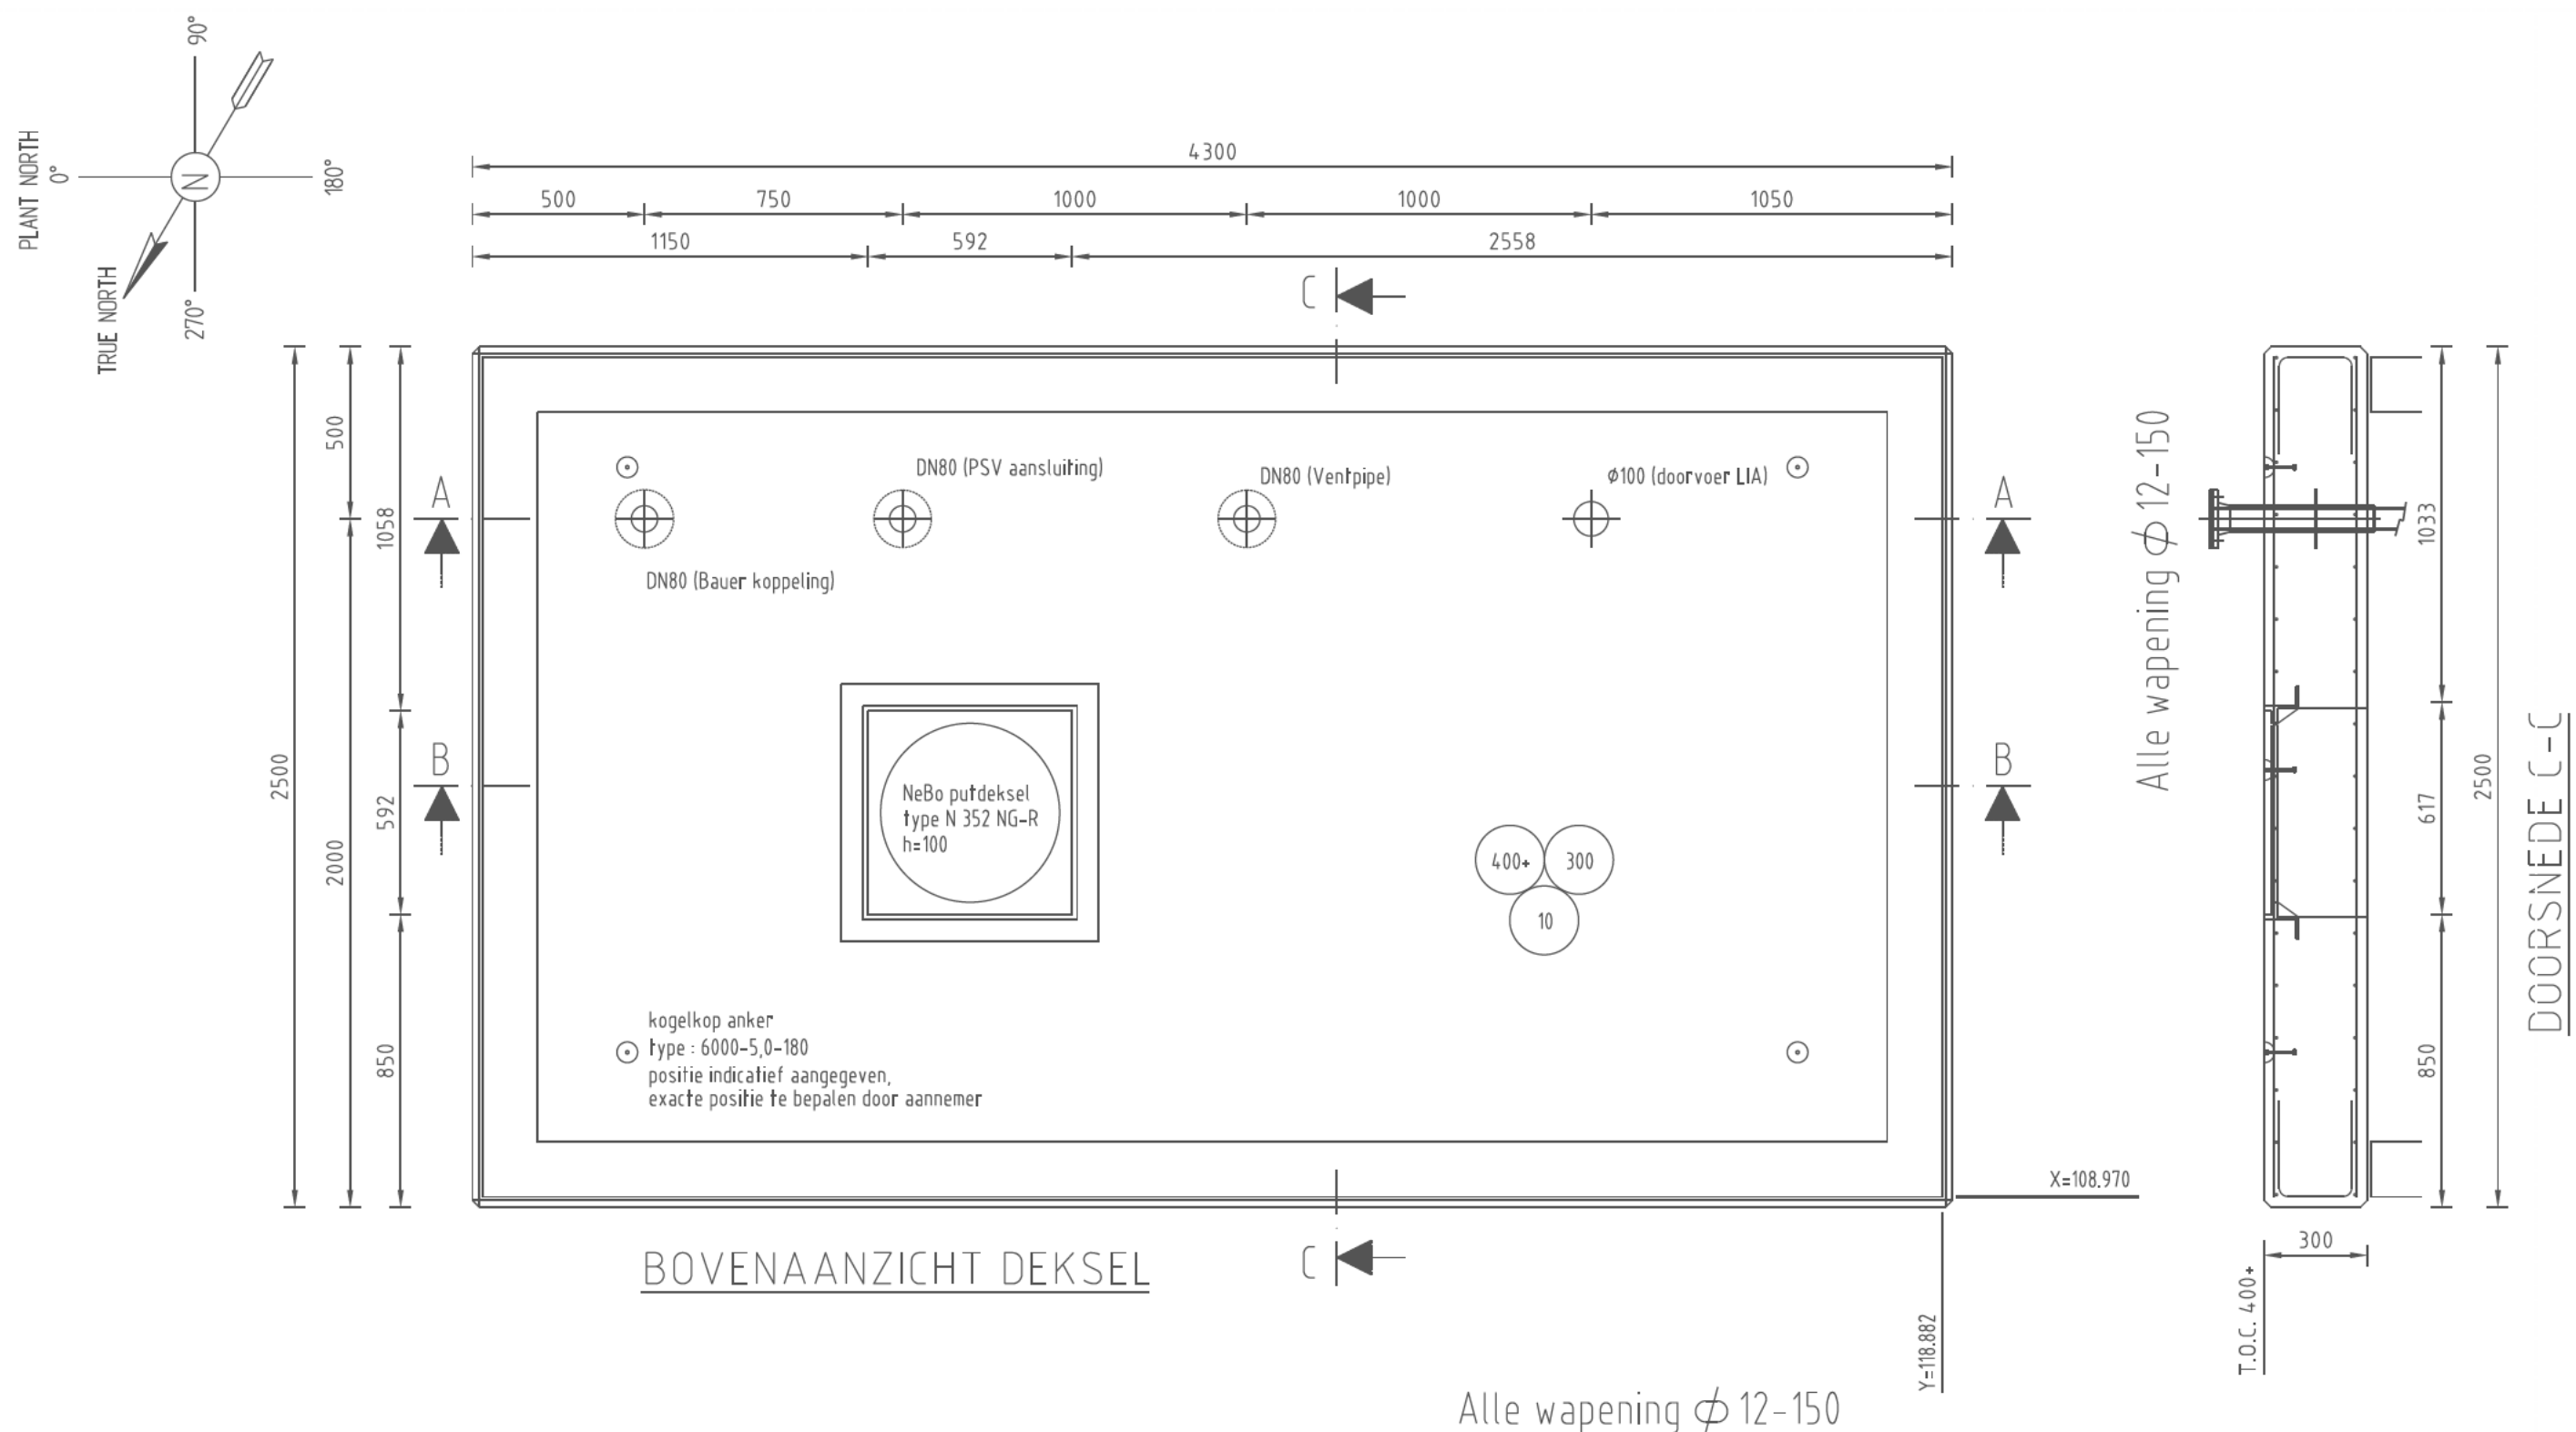 90°
PLANT NORTH
0°
N
180°
270°
TRUE NORTH
4300
500
750
1000
1000
1050
1150
592
2558
C
500
2000
2500
1058
592
850
A
A
B
B
DN80 (PSV aansluiting)
DN80 (Ventpipe)
ϕ100 (doorvoer LIA)
DN80 (Bauer koppeling)
NeBo putdeksel
type N 352 NG-R
h=100
400+
300
10
kogelkop anker
type : 6000-5,0-180
positie indicatief aangegeven,
exacte positie te bepalen door aannemer
X=108.970
Y=118.882
C
BOVENAANZICHT DEKSEL
Alle wapening ϕ 12-150
Alle wapening ϕ 12-150
1033
617
850
2500
300
T.O.C. 400+
DOORSNEDE C-C